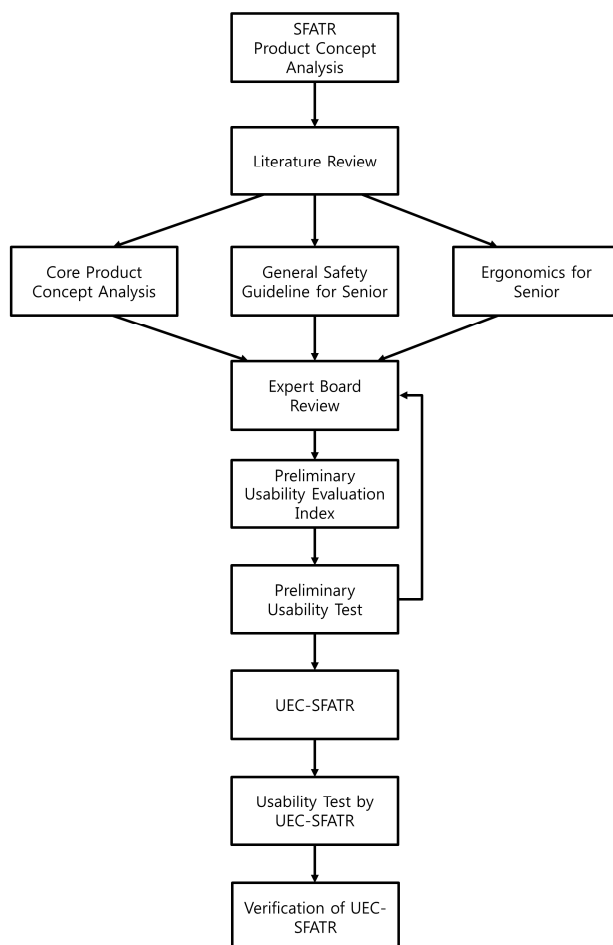 SFATR
Product Concept
Analysis
Literature Review
Core Product
Concept Analysis
General Safety
Guideline for Senior
Ergonomics for
Senior
Expert Board
Review
Preliminary
Usability Evaluation
Index
Preliminary
Usability Test
UEC-SFATR
Usability Test by
UEC-SFATR
Verification of UEC-
SFATR